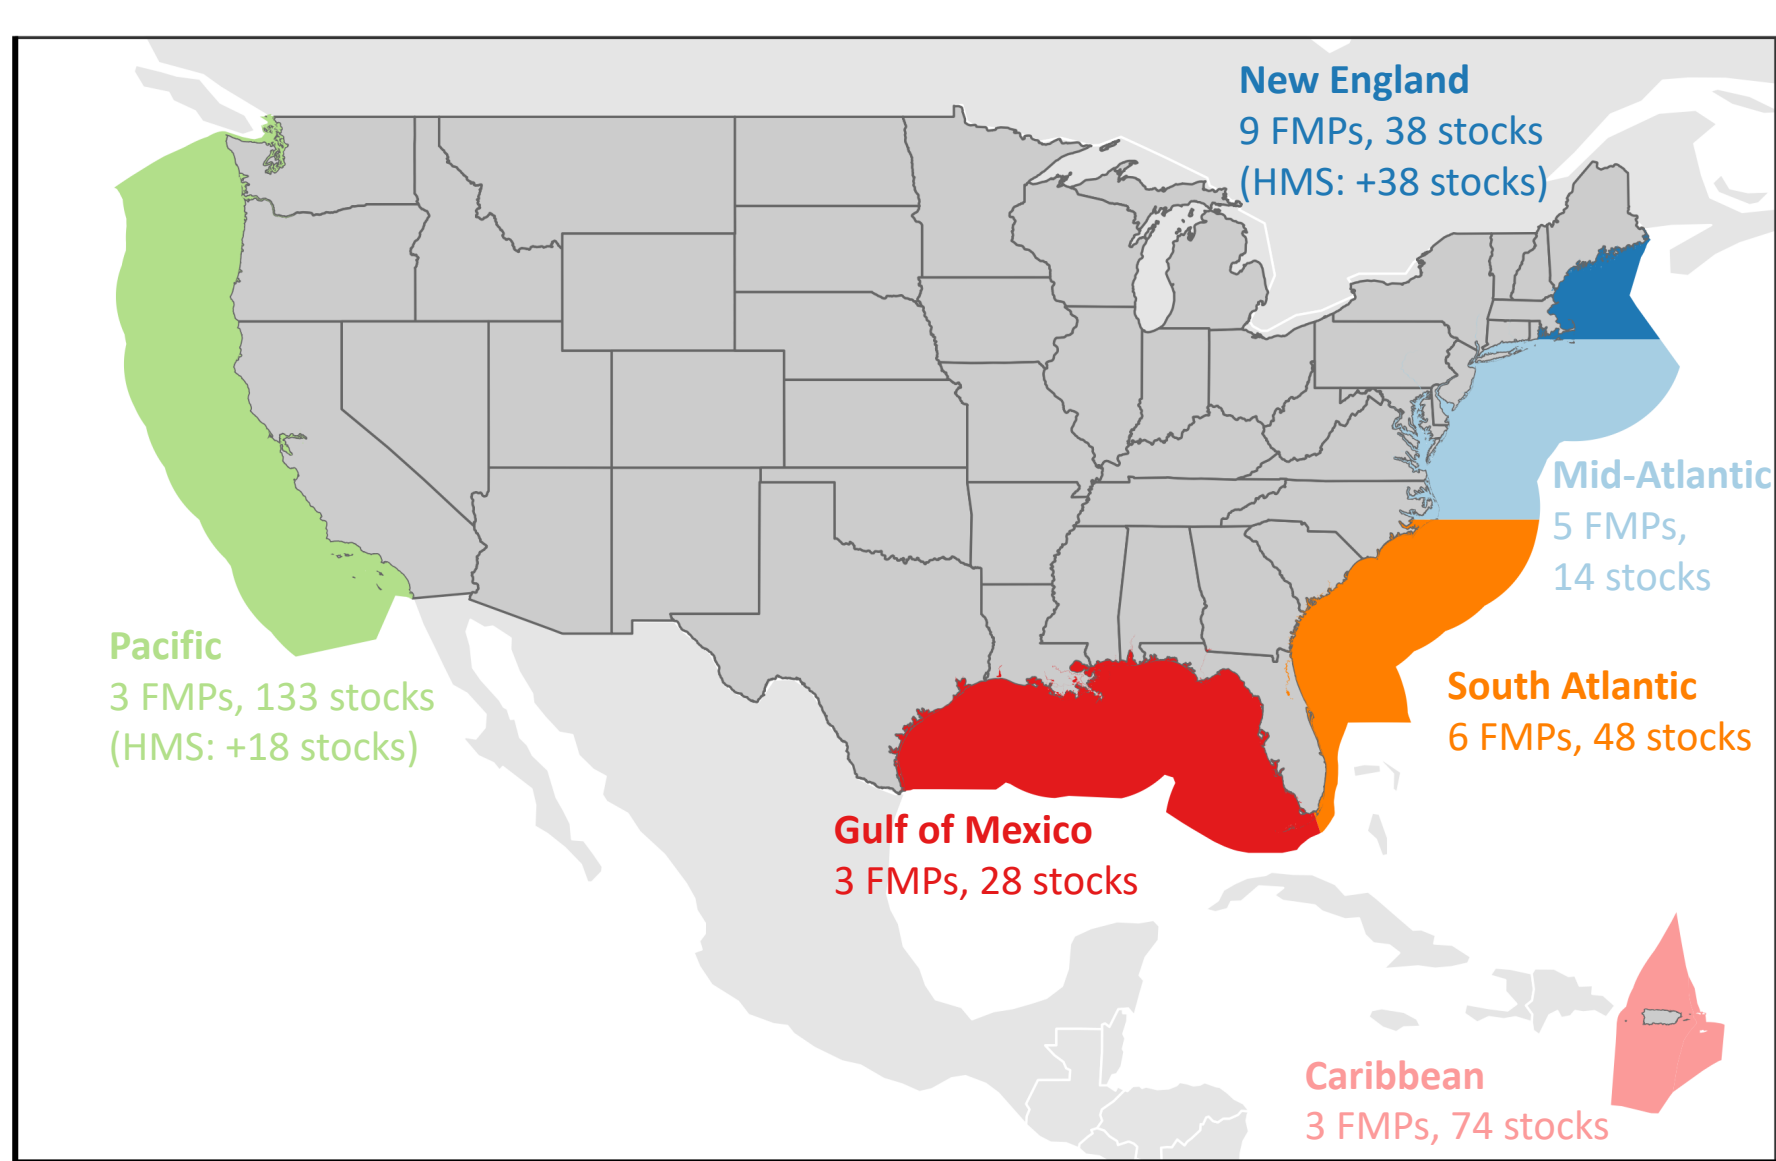 New England
9 FMPs, 38 stocks
(HMS: +38 stocks)
Mid-Atlantic
5 FMPs,
14 stocks
Pacific
3 FMPs, 133 stocks
(HMS: +18 stocks)
South Atlantic
6 FMPs, 48 stocks
Gulf of Mexico
3 FMPs, 28 stocks
Caribbean
3 FMPs, 74 stocks